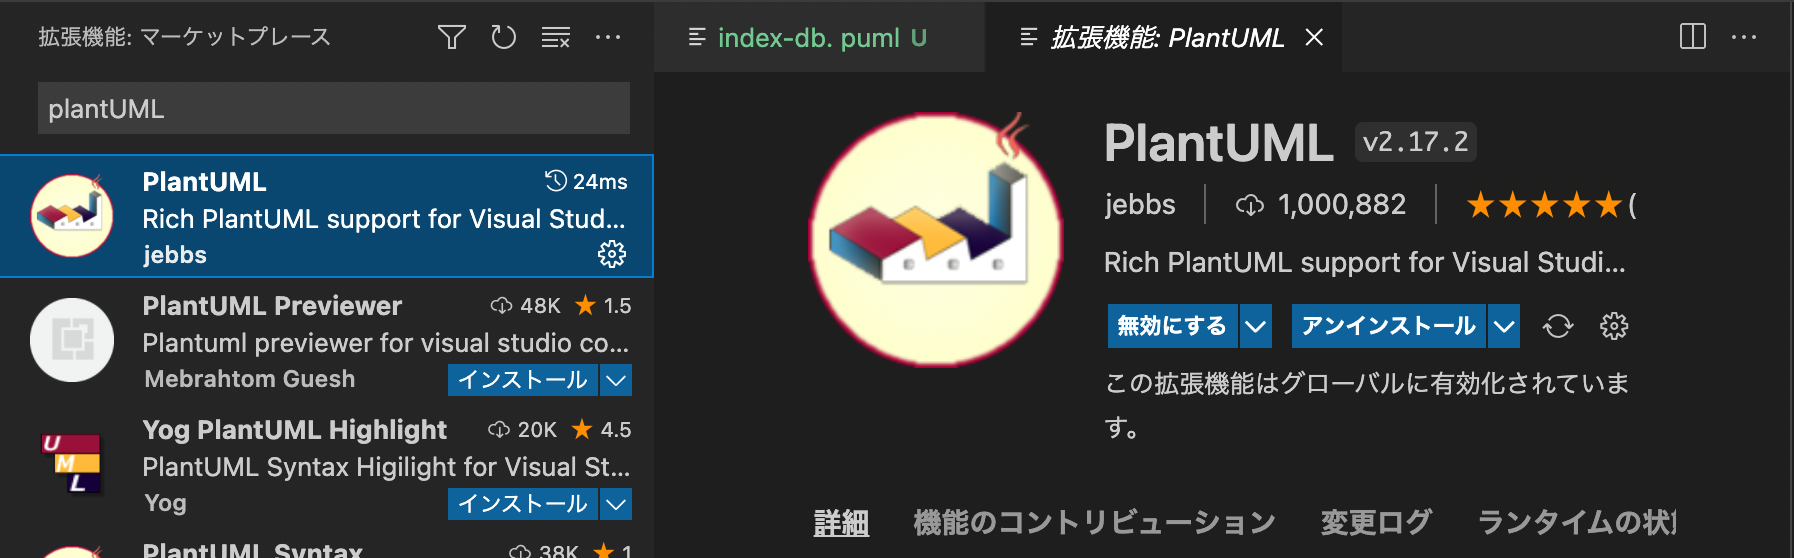 拡張機能: マーケットプレース
plantUML
PlantUML 24ms
Rich PlantUML support for Visual Stud...
jebbs
PlantUML Previewer 48K 1.5
Plantuml previewer for visual studio co...
Mebrahtom Guesh インストール
Yog PlantUML Highlight 20K 4.5
PlantUML Syntax Higilight for Visual St...
Yog インストール
PlantUML Syntax 38K 1
index-db. puml U
拡張機能: PlantUML
PlantUML v2.17.2
jebbs 1,000,882 (
Rich PlantUML support for Visual Studi...
無効にする アンインストール
この拡張機能はグローバルに有効化されていま
す。
詳細 機能のコントリビューション 変更ログ ランタイムの状
UML